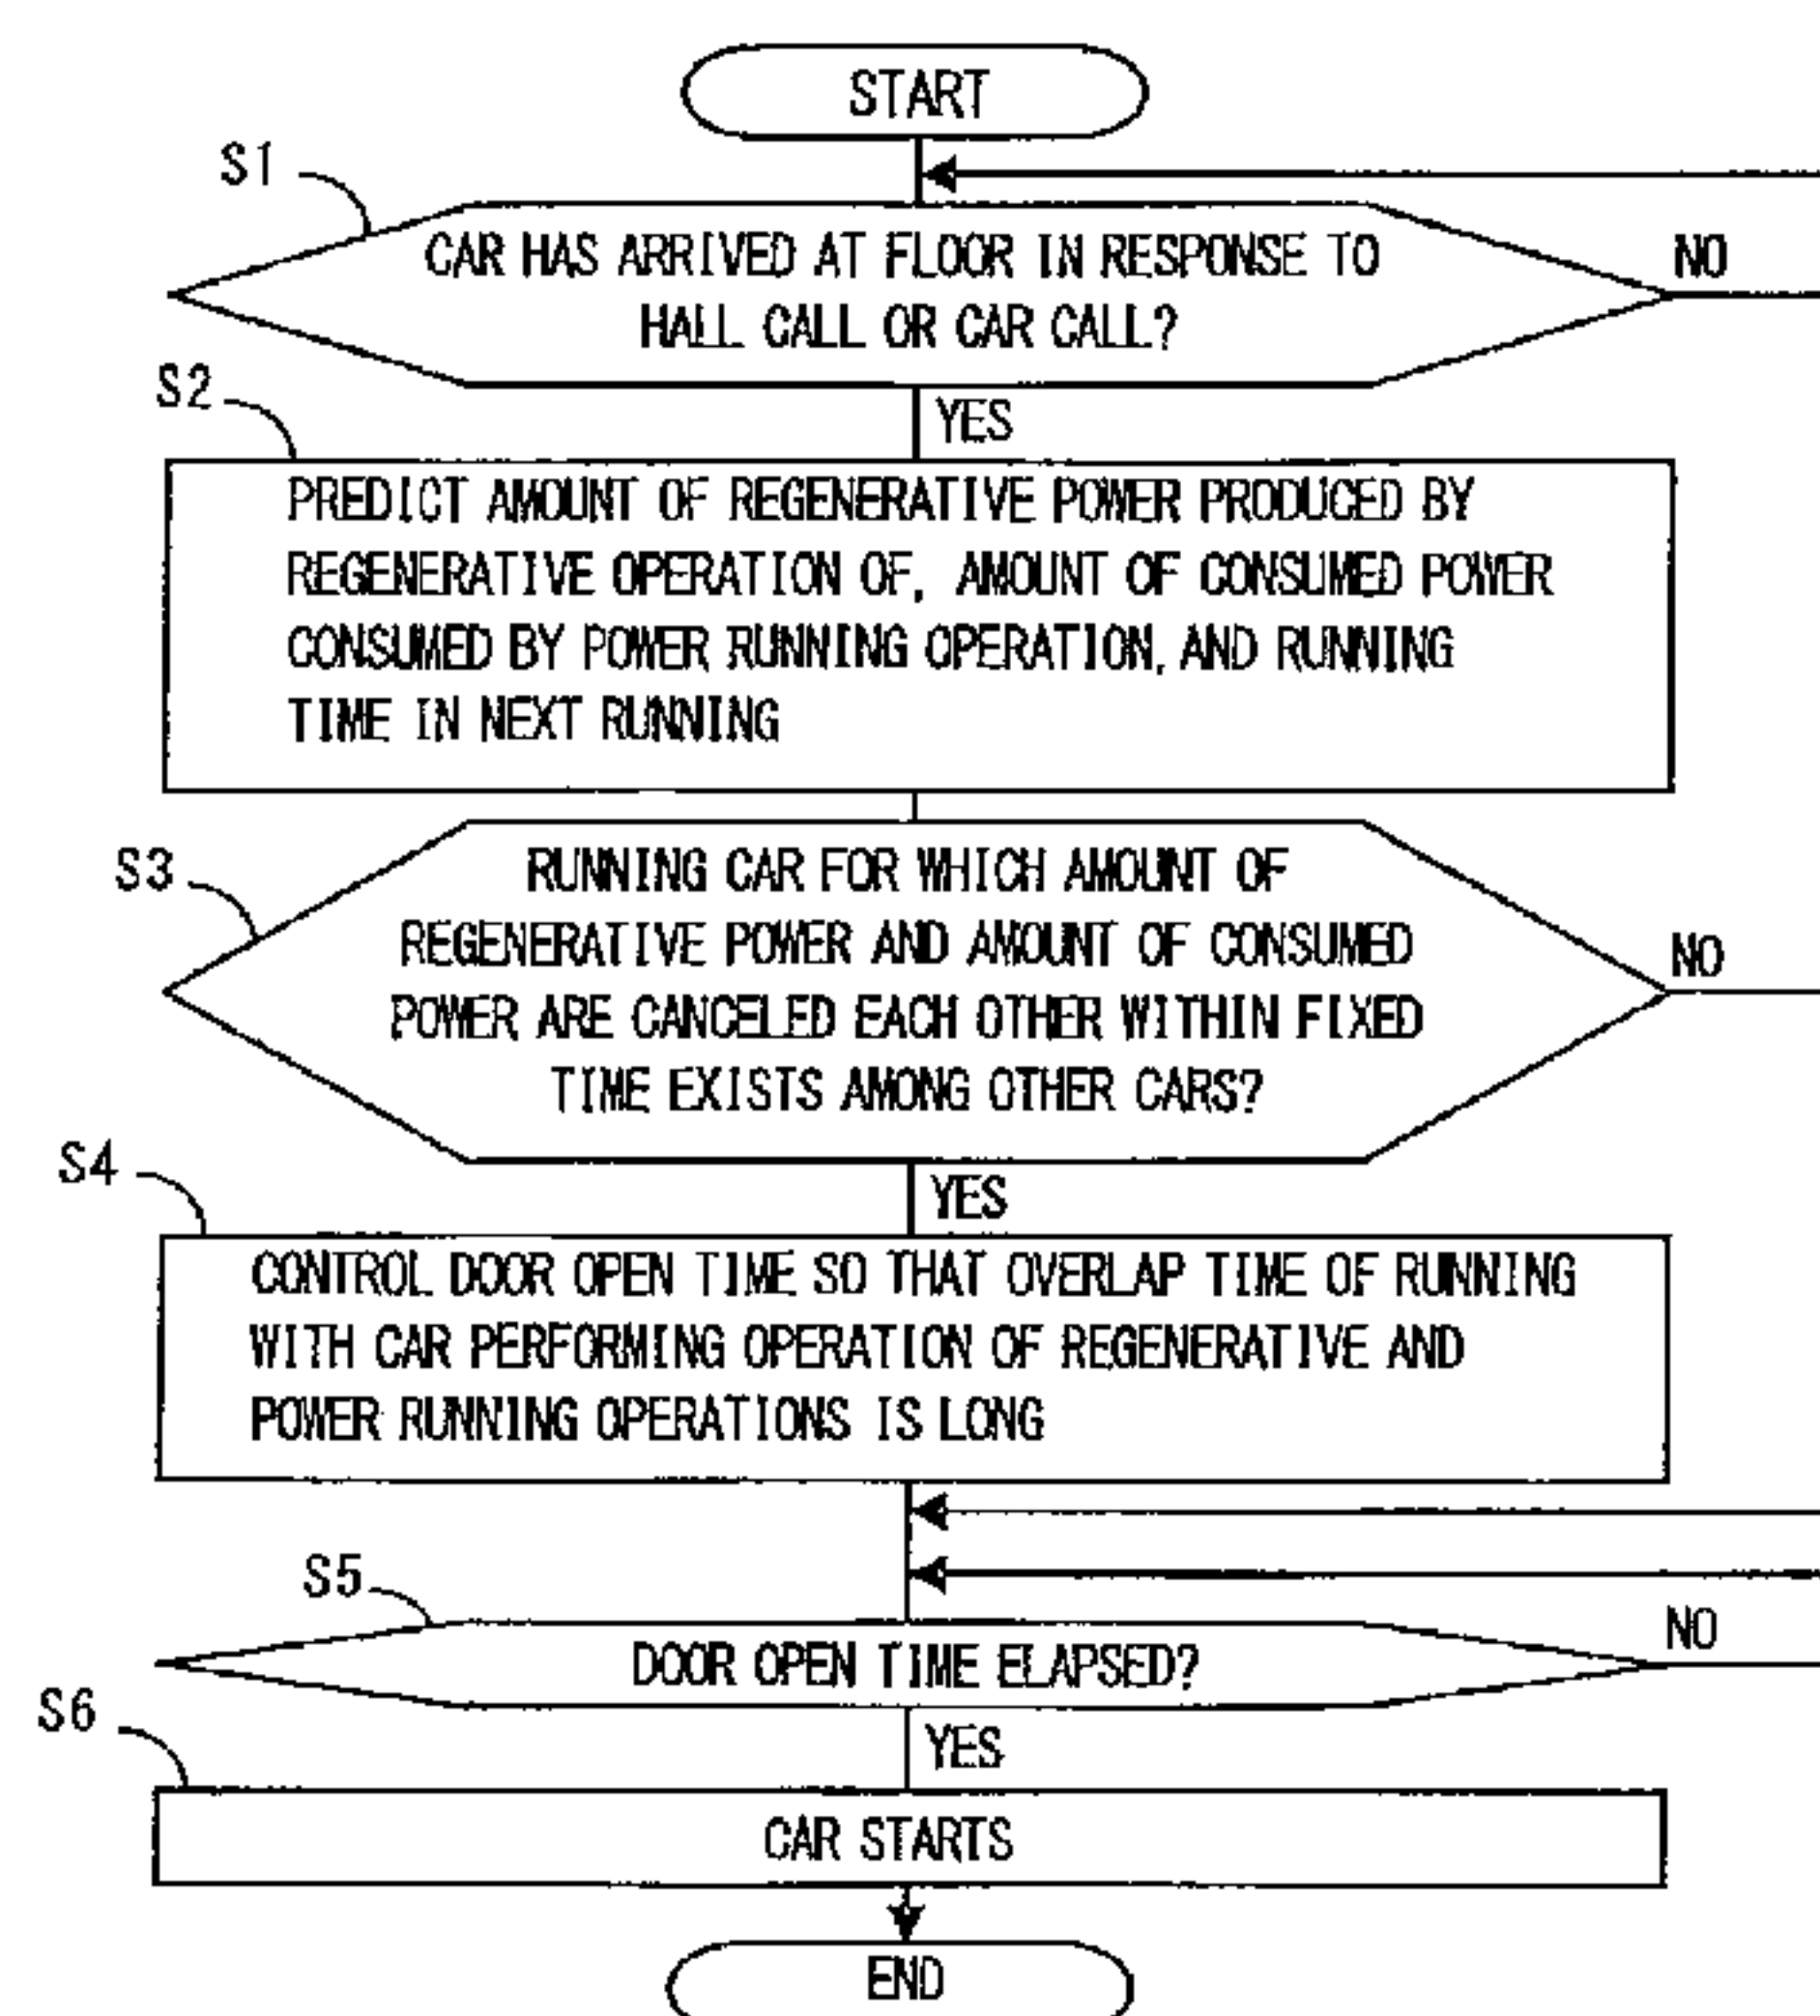 START
S1
CAR HAS ARRIVED AT FLOOR IN RESPONSE TO
HALL CALL OR CAR CALL?
NO
YES
S2
PREDICT AMOUNT OF REGENERATIVE POWER PRODUCED BY
REGENERATIVE OPERATION OF, AMOUNT OF CONSUMED POWER
CONSUMED BY POWER RUNNING OPERATION, AND RUNNING
TIME IN NEXT RUNNING
S3
RUNNING CAR FOR WHICH AMOUNT OF
REGENERATIVE POWER AND AMOUNT OF CONSUMED
POWER ARE CANCELED EACH OTHER WITHIN FIXED
TIME EXISTS AMONG OTHER CARS?
NO
YES
S4
CONTROL DOOR OPEN TIME SO THAT OVERLAP TIME OF RUNNING
WITH CAR PERFORMING OPERATION OF REGENERATIVE AND
POWER RUNNING OPERATIONS IS LONG
S5
DOOR OPEN TIME ELAPSED?
NO
YES
S6
CAR STARTS
END